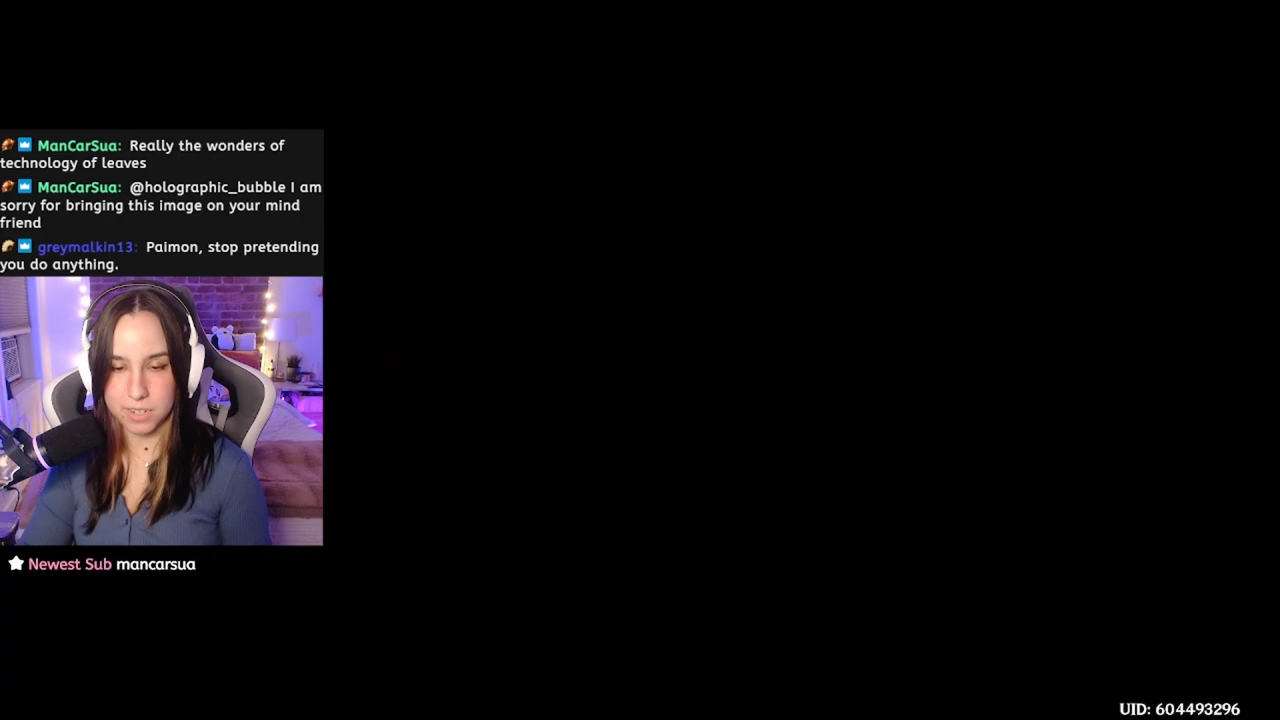 ManCarSua: Really the wonders of
technology of leaves
ManCarSua: @holographic_bubble I am
sorry for bringing this image on your mind
friend
greymalkin13: Paimon, stop pretending
you do anything.
Newest Sub mancarsua
UID: 604493296